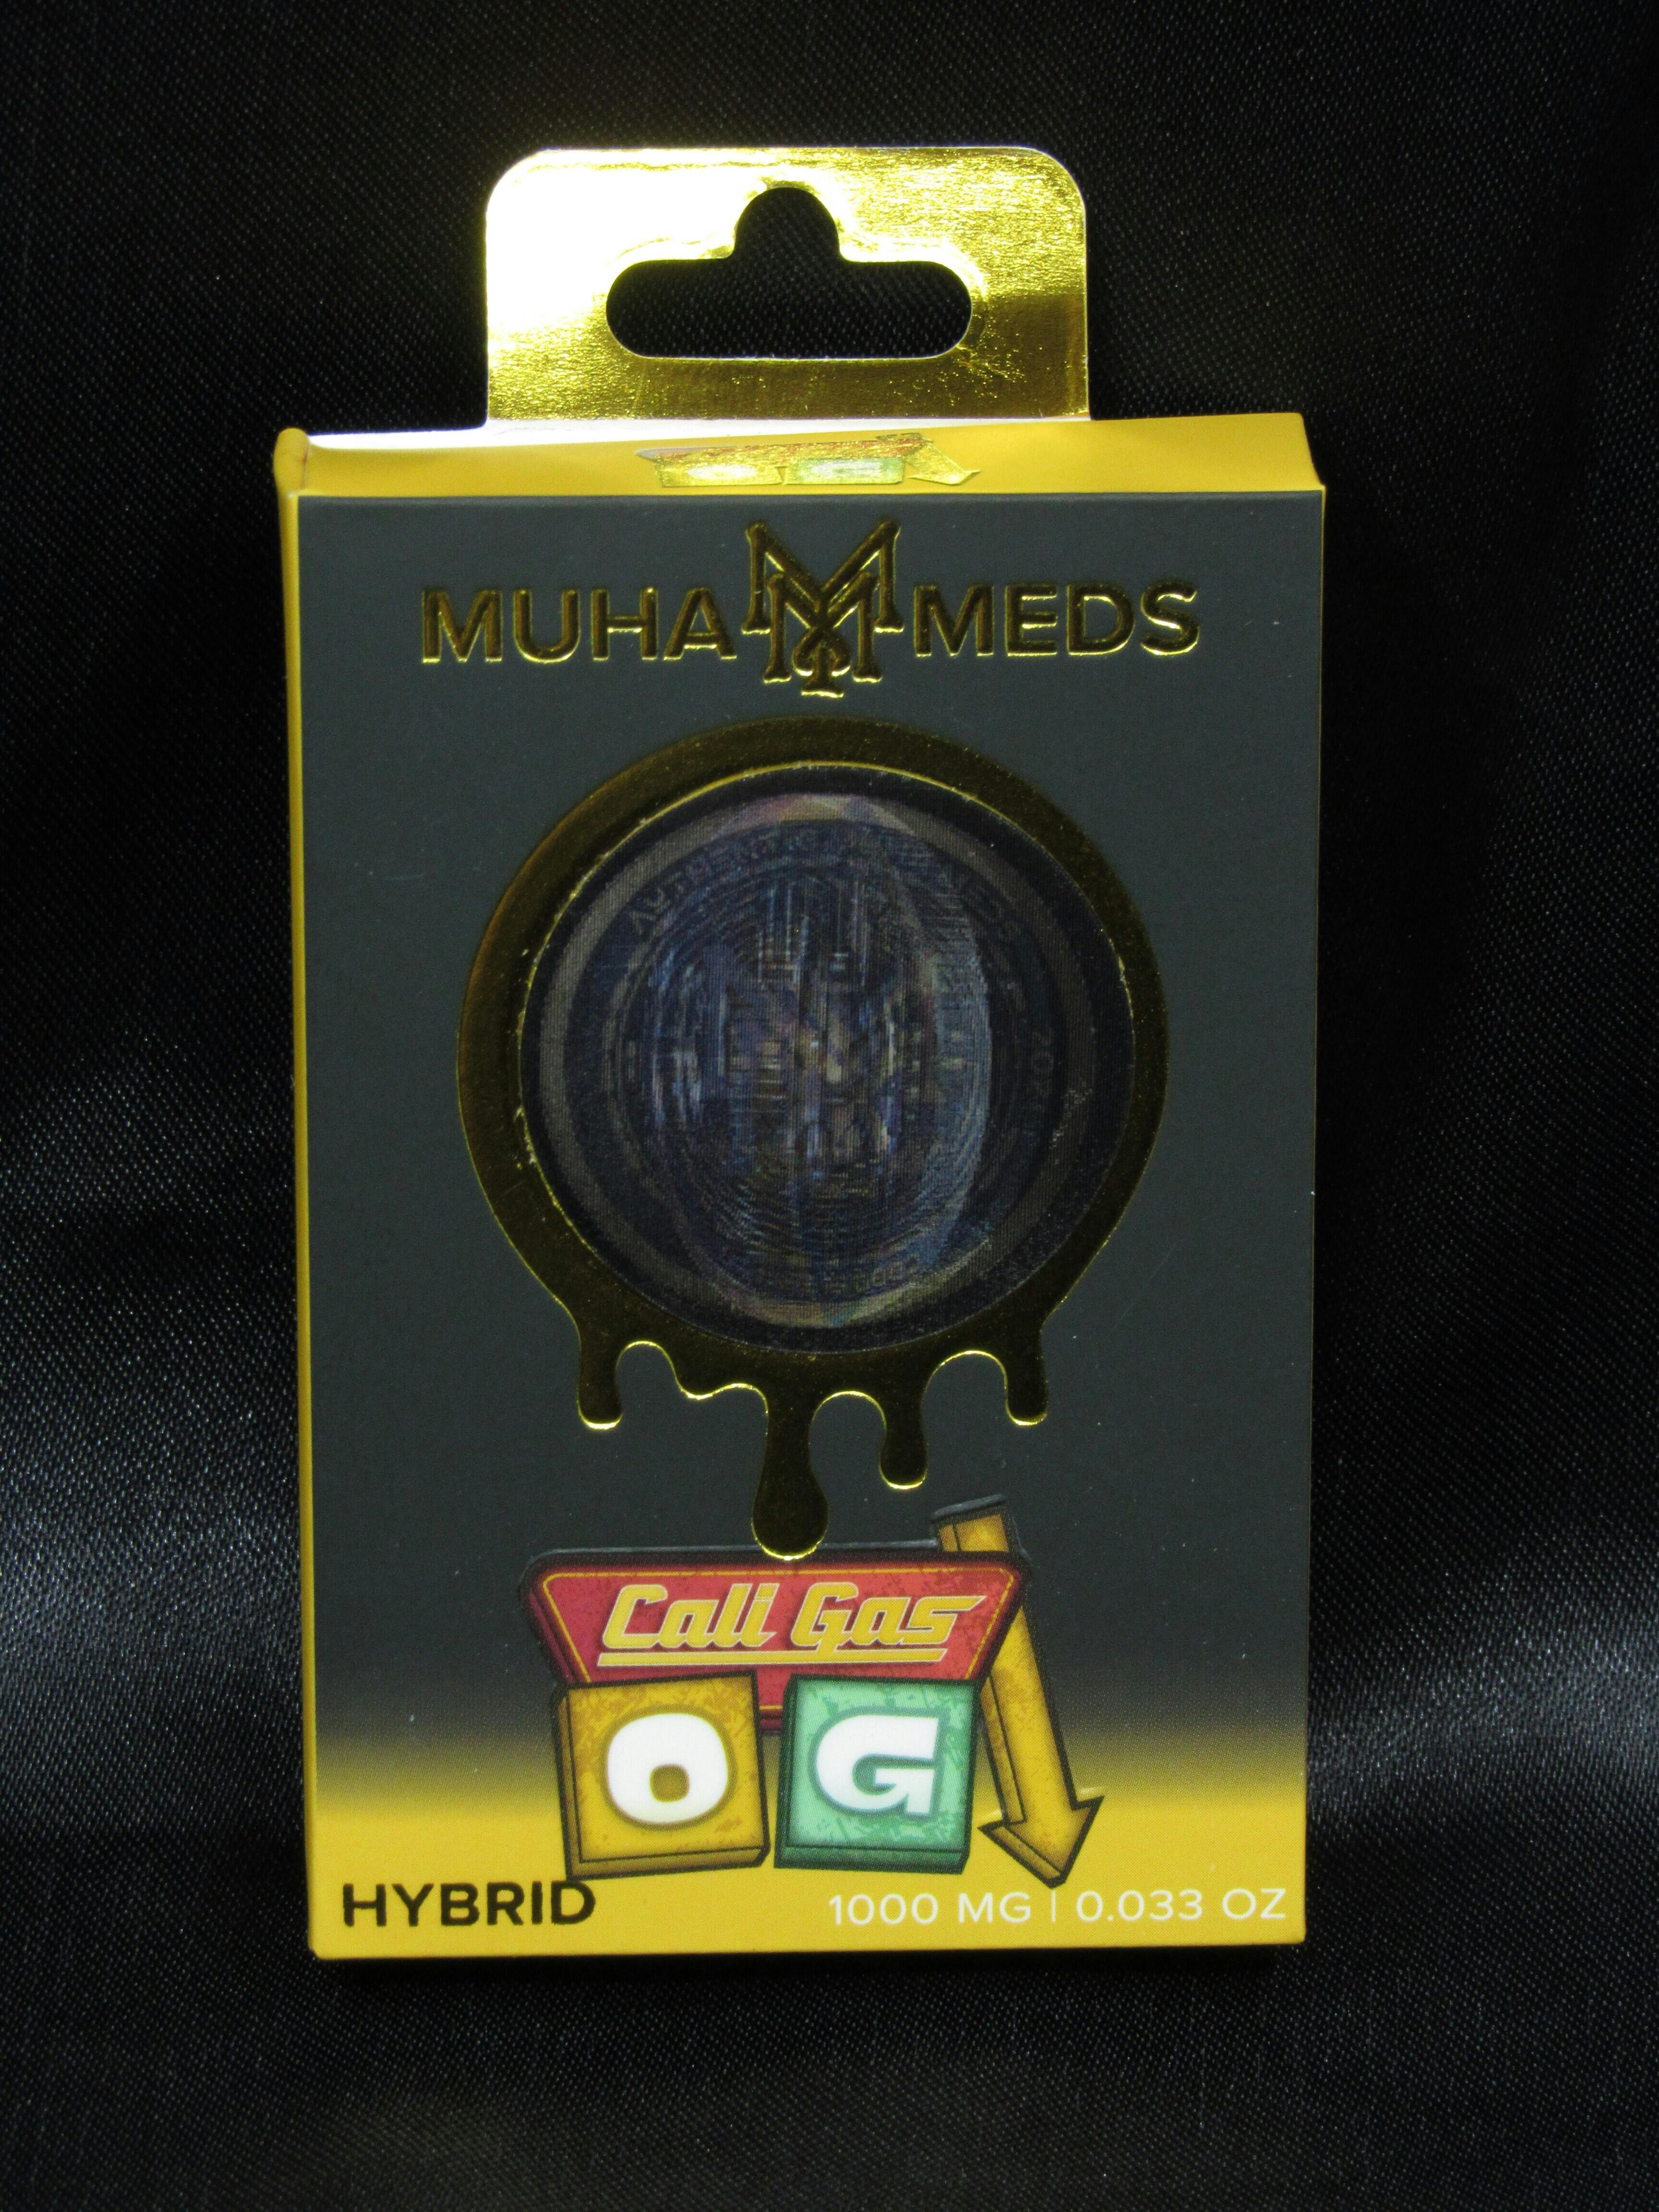 MUHA MEDS
Cali Gas
OG
HYBRID
1000 MG | 0.033 OZ